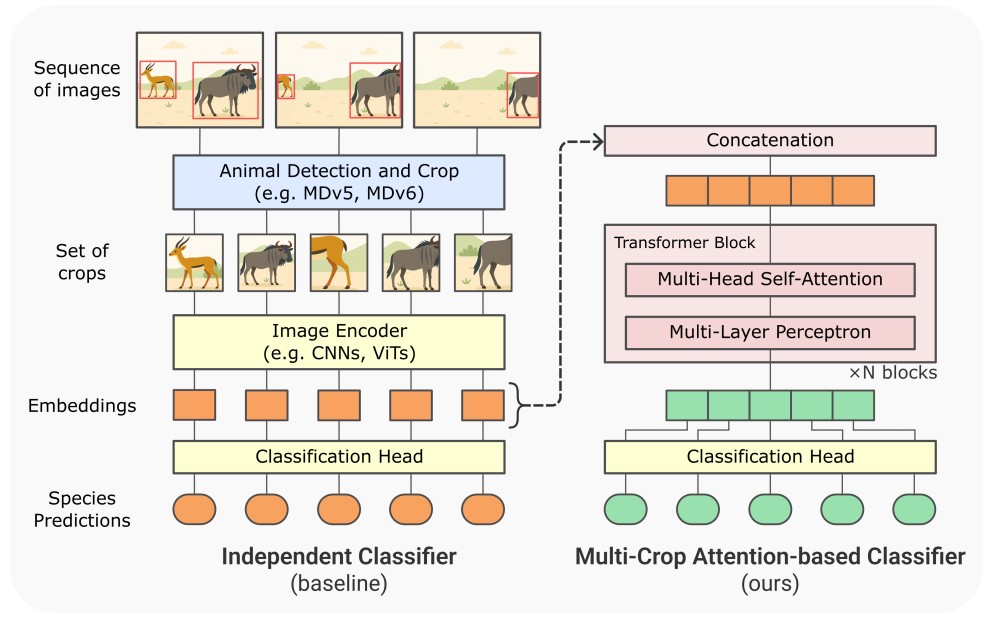 Sequence
of images
Animal Detection and Crop
(e.g. MDv5, MDv6)
Set of
crops
Image Encoder
(e.g. CNNs, ViTs)
Embeddings
Classification Head
Species
Predictions
Independent Classifier
(baseline)
Concatenation
Transformer Block
Multi-Head Self-Attention
Multi-Layer Perceptron
×N blocks
Classification Head
Multi-Crop Attention-based Classifier
(ours)